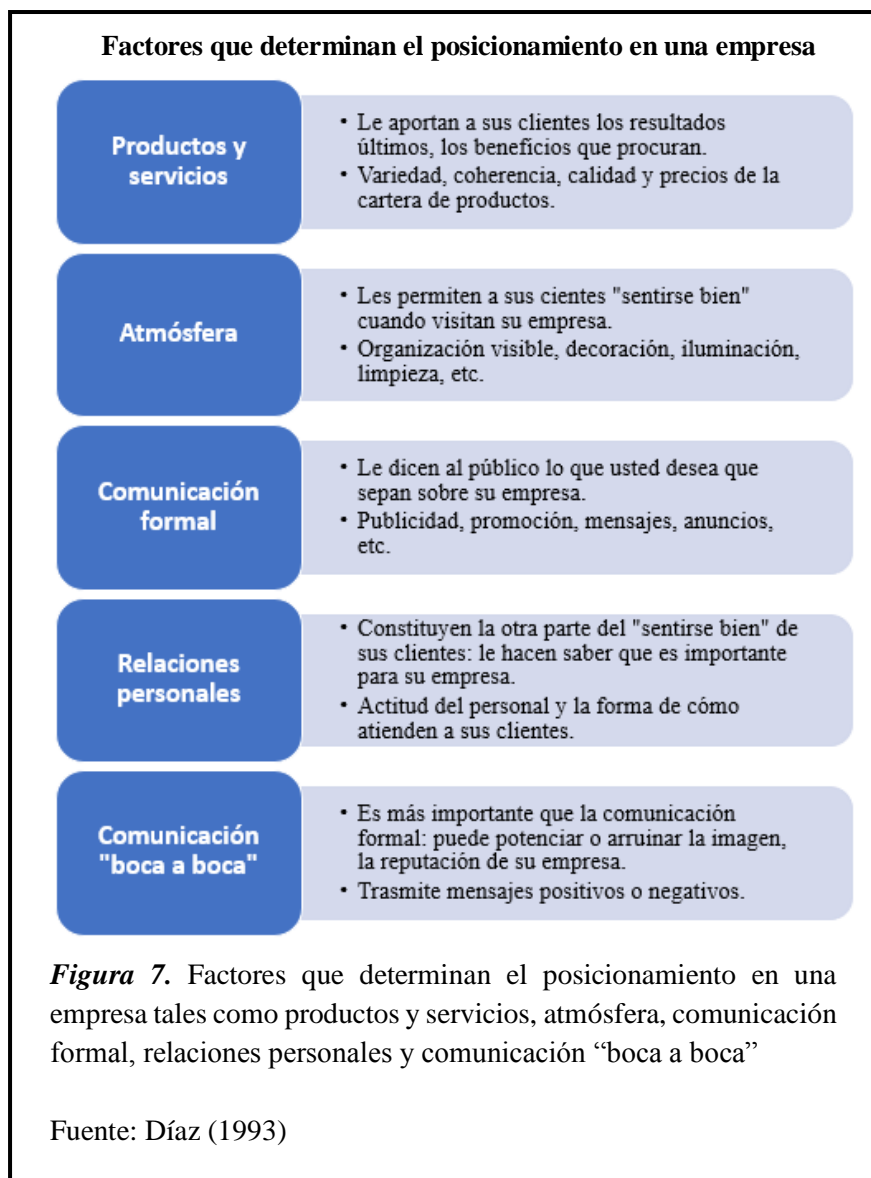 Factores que determinan el posicionamiento en una empresa
Productos y
servicios
• Le aportan a sus clientes los resultados
últimos, los beneficios que procuran.
• Variedad, coherencia, calidad y precios de la
cartera de productos.
Atmósfera
• Les permiten a sus cientes "sentirse bien"
cuando visitan su empresa.
• Organización visible, decoración, iluminación,
limpieza, etc.
Comunicación
formal
• Le dicen al público lo que usted desea que
sepan sobre su empresa.
• Publicidad, promoción, mensajes, anuncios,
etc.
Relaciones
personales
• Constituyen la otra parte del "sentirse bien" de
sus clientes: le hacen saber que es importante
para su empresa.
• Actitud del personal y la forma de cómo
atienden a sus clientes.
Comunicación
"boca a boca"
• Es más importante que la comunicación
formal: puede potenciar o arruinar la imagen,
la reputación de su empresa.
• Trasmite mensajes positivos o negativos.
Figura 7. Factores que determinan el posicionamiento en una
empresa tales como productos y servicios, atmósfera, comunicación
formal, relaciones personales y comunicación “boca a boca”
Fuente: Díaz (1993)